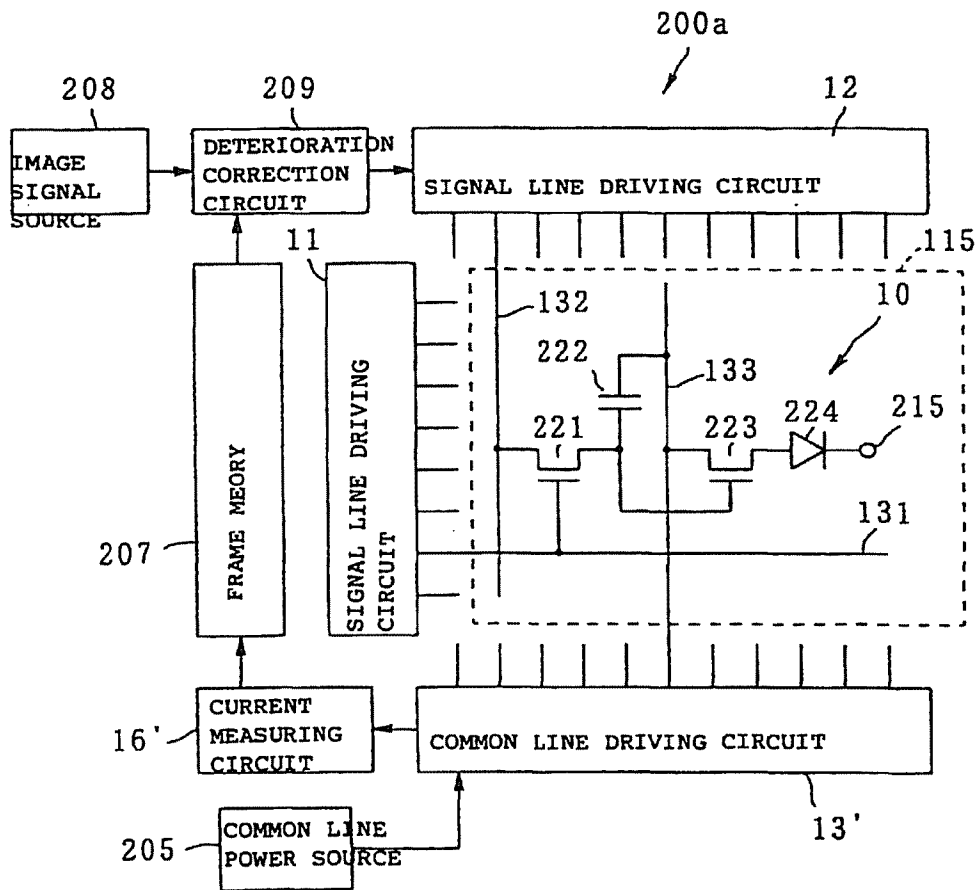 200a
208
209
12
IMAGE
SIGNAL
SOURCE
DETERIORATION
CORRECTION
CIRCUIT
SIGNAL LINE DRIVING CIRCUIT
11
115
132
10
222
133
221
223
224
215
131
FRAME MEORY
SIGNAL LINE DRIVING
CIRCUIT
207
CURRENT
MEASURING
CIRCUIT
16'
COMMON LINE DRIVING CIRCUIT
13'
205
COMMON LINE
POWER SOURCE